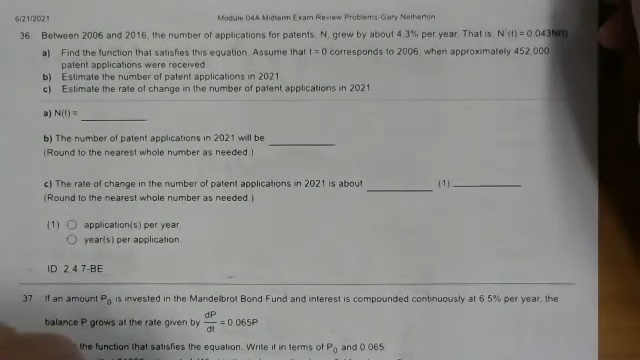 6/21/2021 Module 04A Midterm Exam Review Problems-Gary Netherton
36. Between 2006 and 2016, the number of applications for patents, N, grew by about 4.3% per year. That is, N'(t) = 0.043N(t)
a) Find the function that satisfies this equation. Assume that t = 0 corresponds to 2006, when approximately 452,000
patent applications were received.
b) Estimate the number of patent applications in 2021.
c) Estimate the rate of change in the number of patent applications in 2021.
a) N(t) =
b) The number of patent applications in 2021 will be
(Round to the nearest whole number as needed.)
c) The rate of change in the number of patent applications in 2021 is about (1)
(Round to the nearest whole number as needed.)
(1) application(s) per year.
year(s) per application.
ID: 2.4.7-BE
37. If an amount P₀ is invested in the Mandelbrot Bond Fund and interest is compounded continuously at 6.5% per year, the
balance P grows at the rate given by dP/dt = 0.065P
the function that satisfies the equation. Write it in terms of P₀ and 0.065.